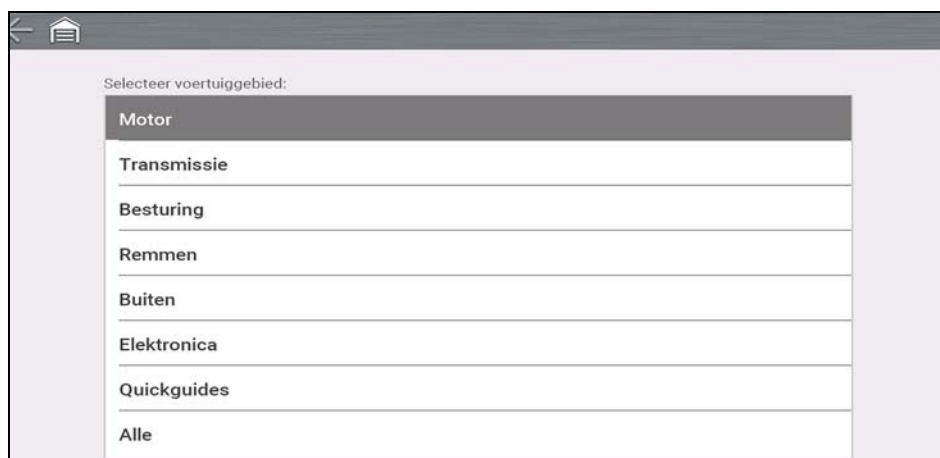 Selecteer voertuiggebied:
Motor
Transmissie
Besturing
Remmen
Buiten
Elektronica
Quickguides
Alle